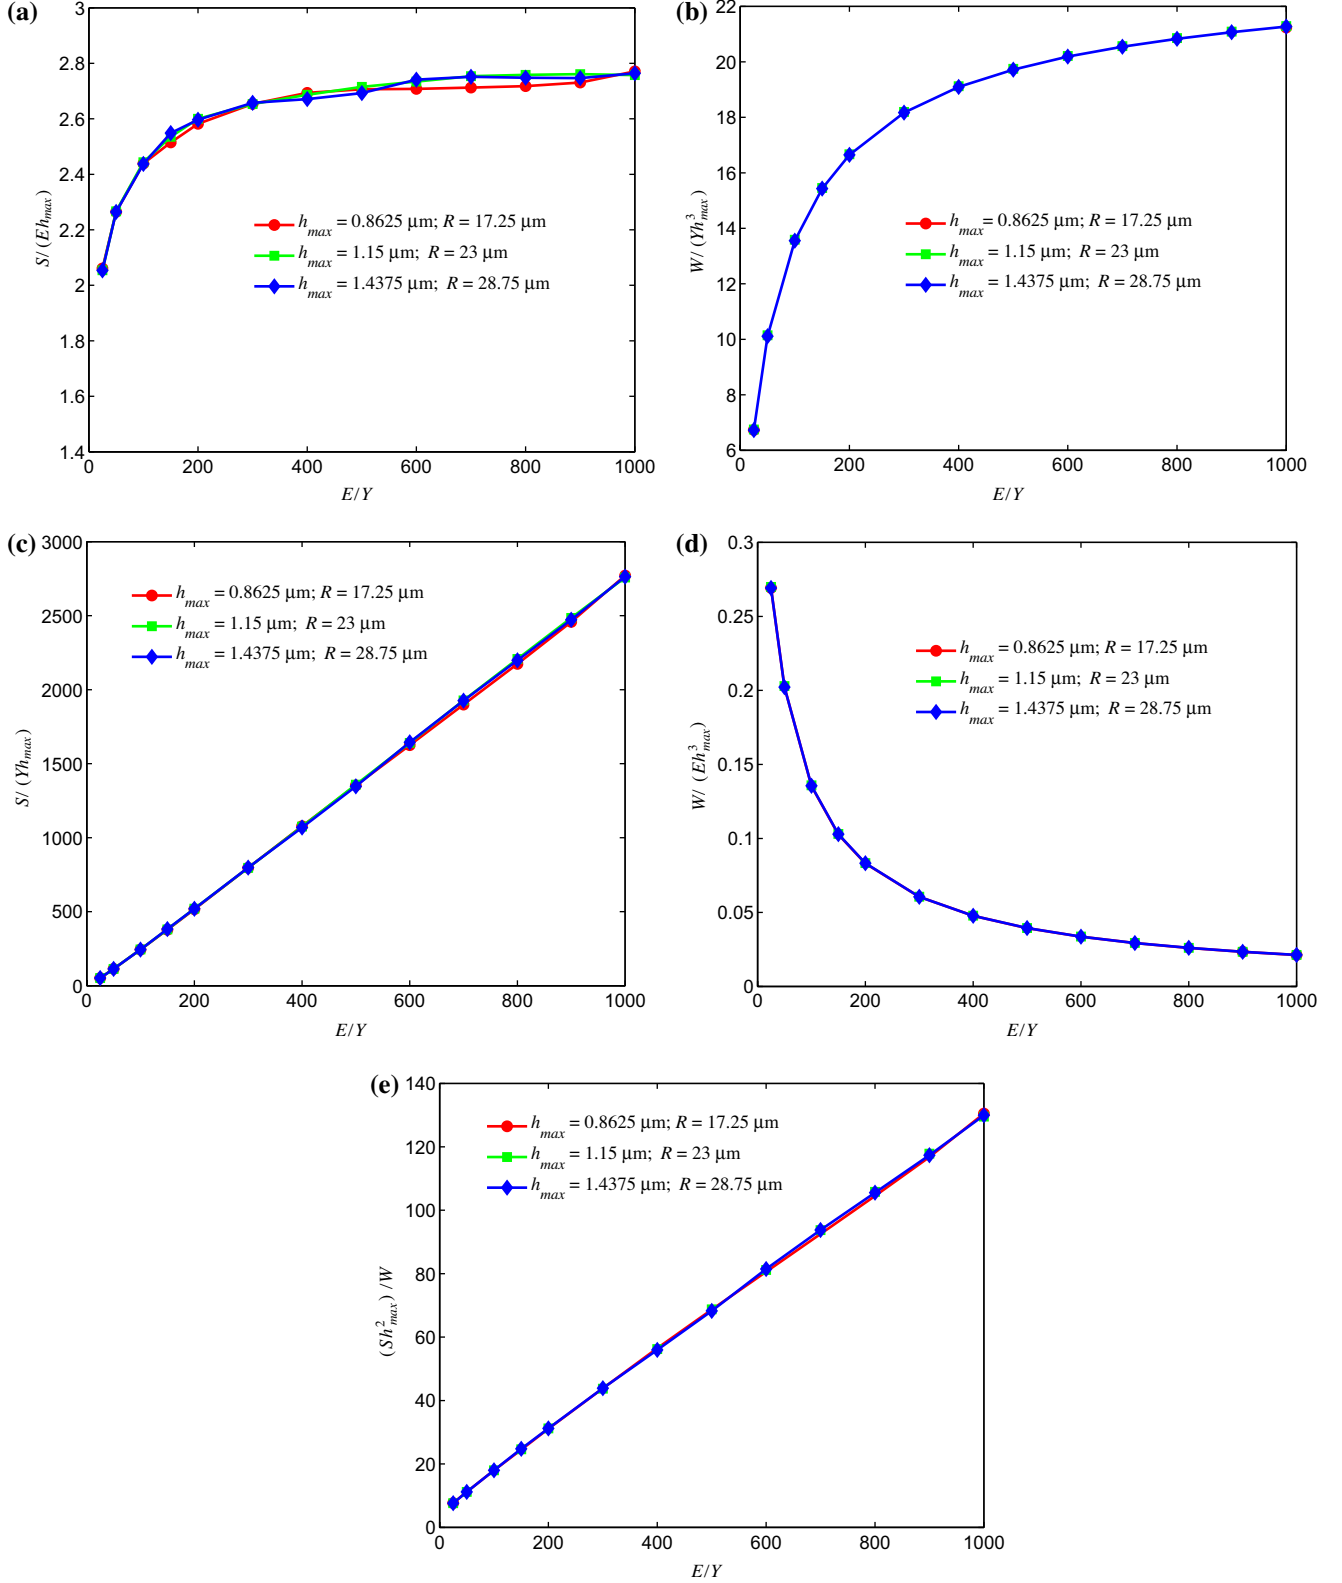 (a)
3
2.8
2.6
2.4
2.2
2
1.8
1.6
1.4
0 200 400 600 800 1000
S/(Eh_max)
E/Y
h_max = 0.8625 µm; R = 17.25 µm
h_max = 1.15 µm; R = 23 µm
h_max = 1.4375 µm; R = 28.75 µm
(b)
22
20
18
16
14
12
10
8
6
0 200 400 600 800 1000
W/(Yh³_max)
E/Y
h_max = 0.8625 µm; R = 17.25 µm
h_max = 1.15 µm; R = 23 µm
h_max = 1.4375 µm; R = 28.75 µm
(c)
3000
2500
2000
1500
1000
500
0
0 200 400 600 800 1000
S/(Yh_max)
E/Y
h_max = 0.8625 µm; R = 17.25 µm
h_max = 1.15 µm; R = 23 µm
h_max = 1.4375 µm; R = 28.75 µm
(d)
0.3
0.25
0.2
0.15
0.1
0.05
0
0 200 400 600 800 1000
W/(Eh³_max)
E/Y
h_max = 0.8625 µm; R = 17.25 µm
h_max = 1.15 µm; R = 23 µm
h_max = 1.4375 µm; R = 28.75 µm
(e)
140
120
100
80
60
40
20
0
0 200 400 600 800 1000
(Sh²_max)/W
E/Y
h_max = 0.8625 µm; R = 17.25 µm
h_max = 1.15 µm; R = 23 µm
h_max = 1.4375 µm; R = 28.75 µm